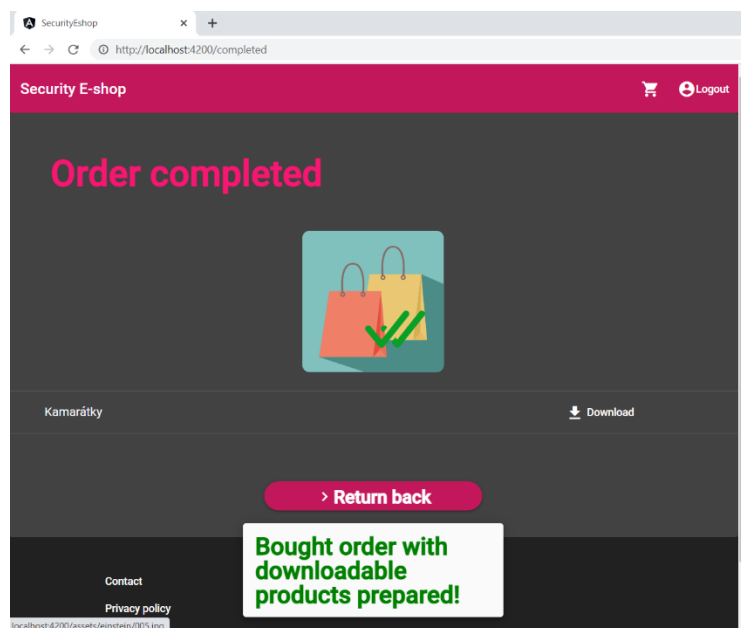 SecurityEshop
http://localhost:4200/completed
Security E-shop
Logout
Order completed
Kamarátky
Download
Return back
Bought order with
downloadable
products prepared!
Contact
Privacy policy
localhost:4200/assets/einstein/005.jpg